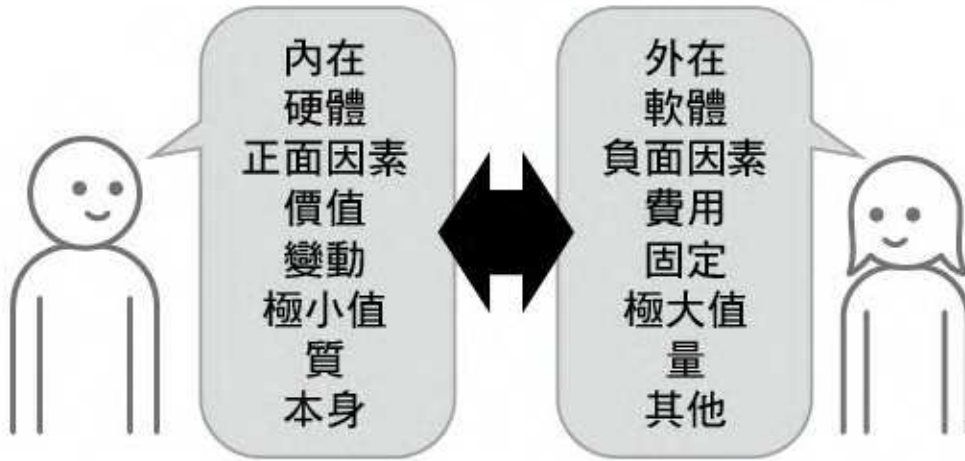 內在
硬體
正面因素
價值
變動
極小值
質
本身
外在
軟體
負面因素
費用
固定
極大值
量
其他